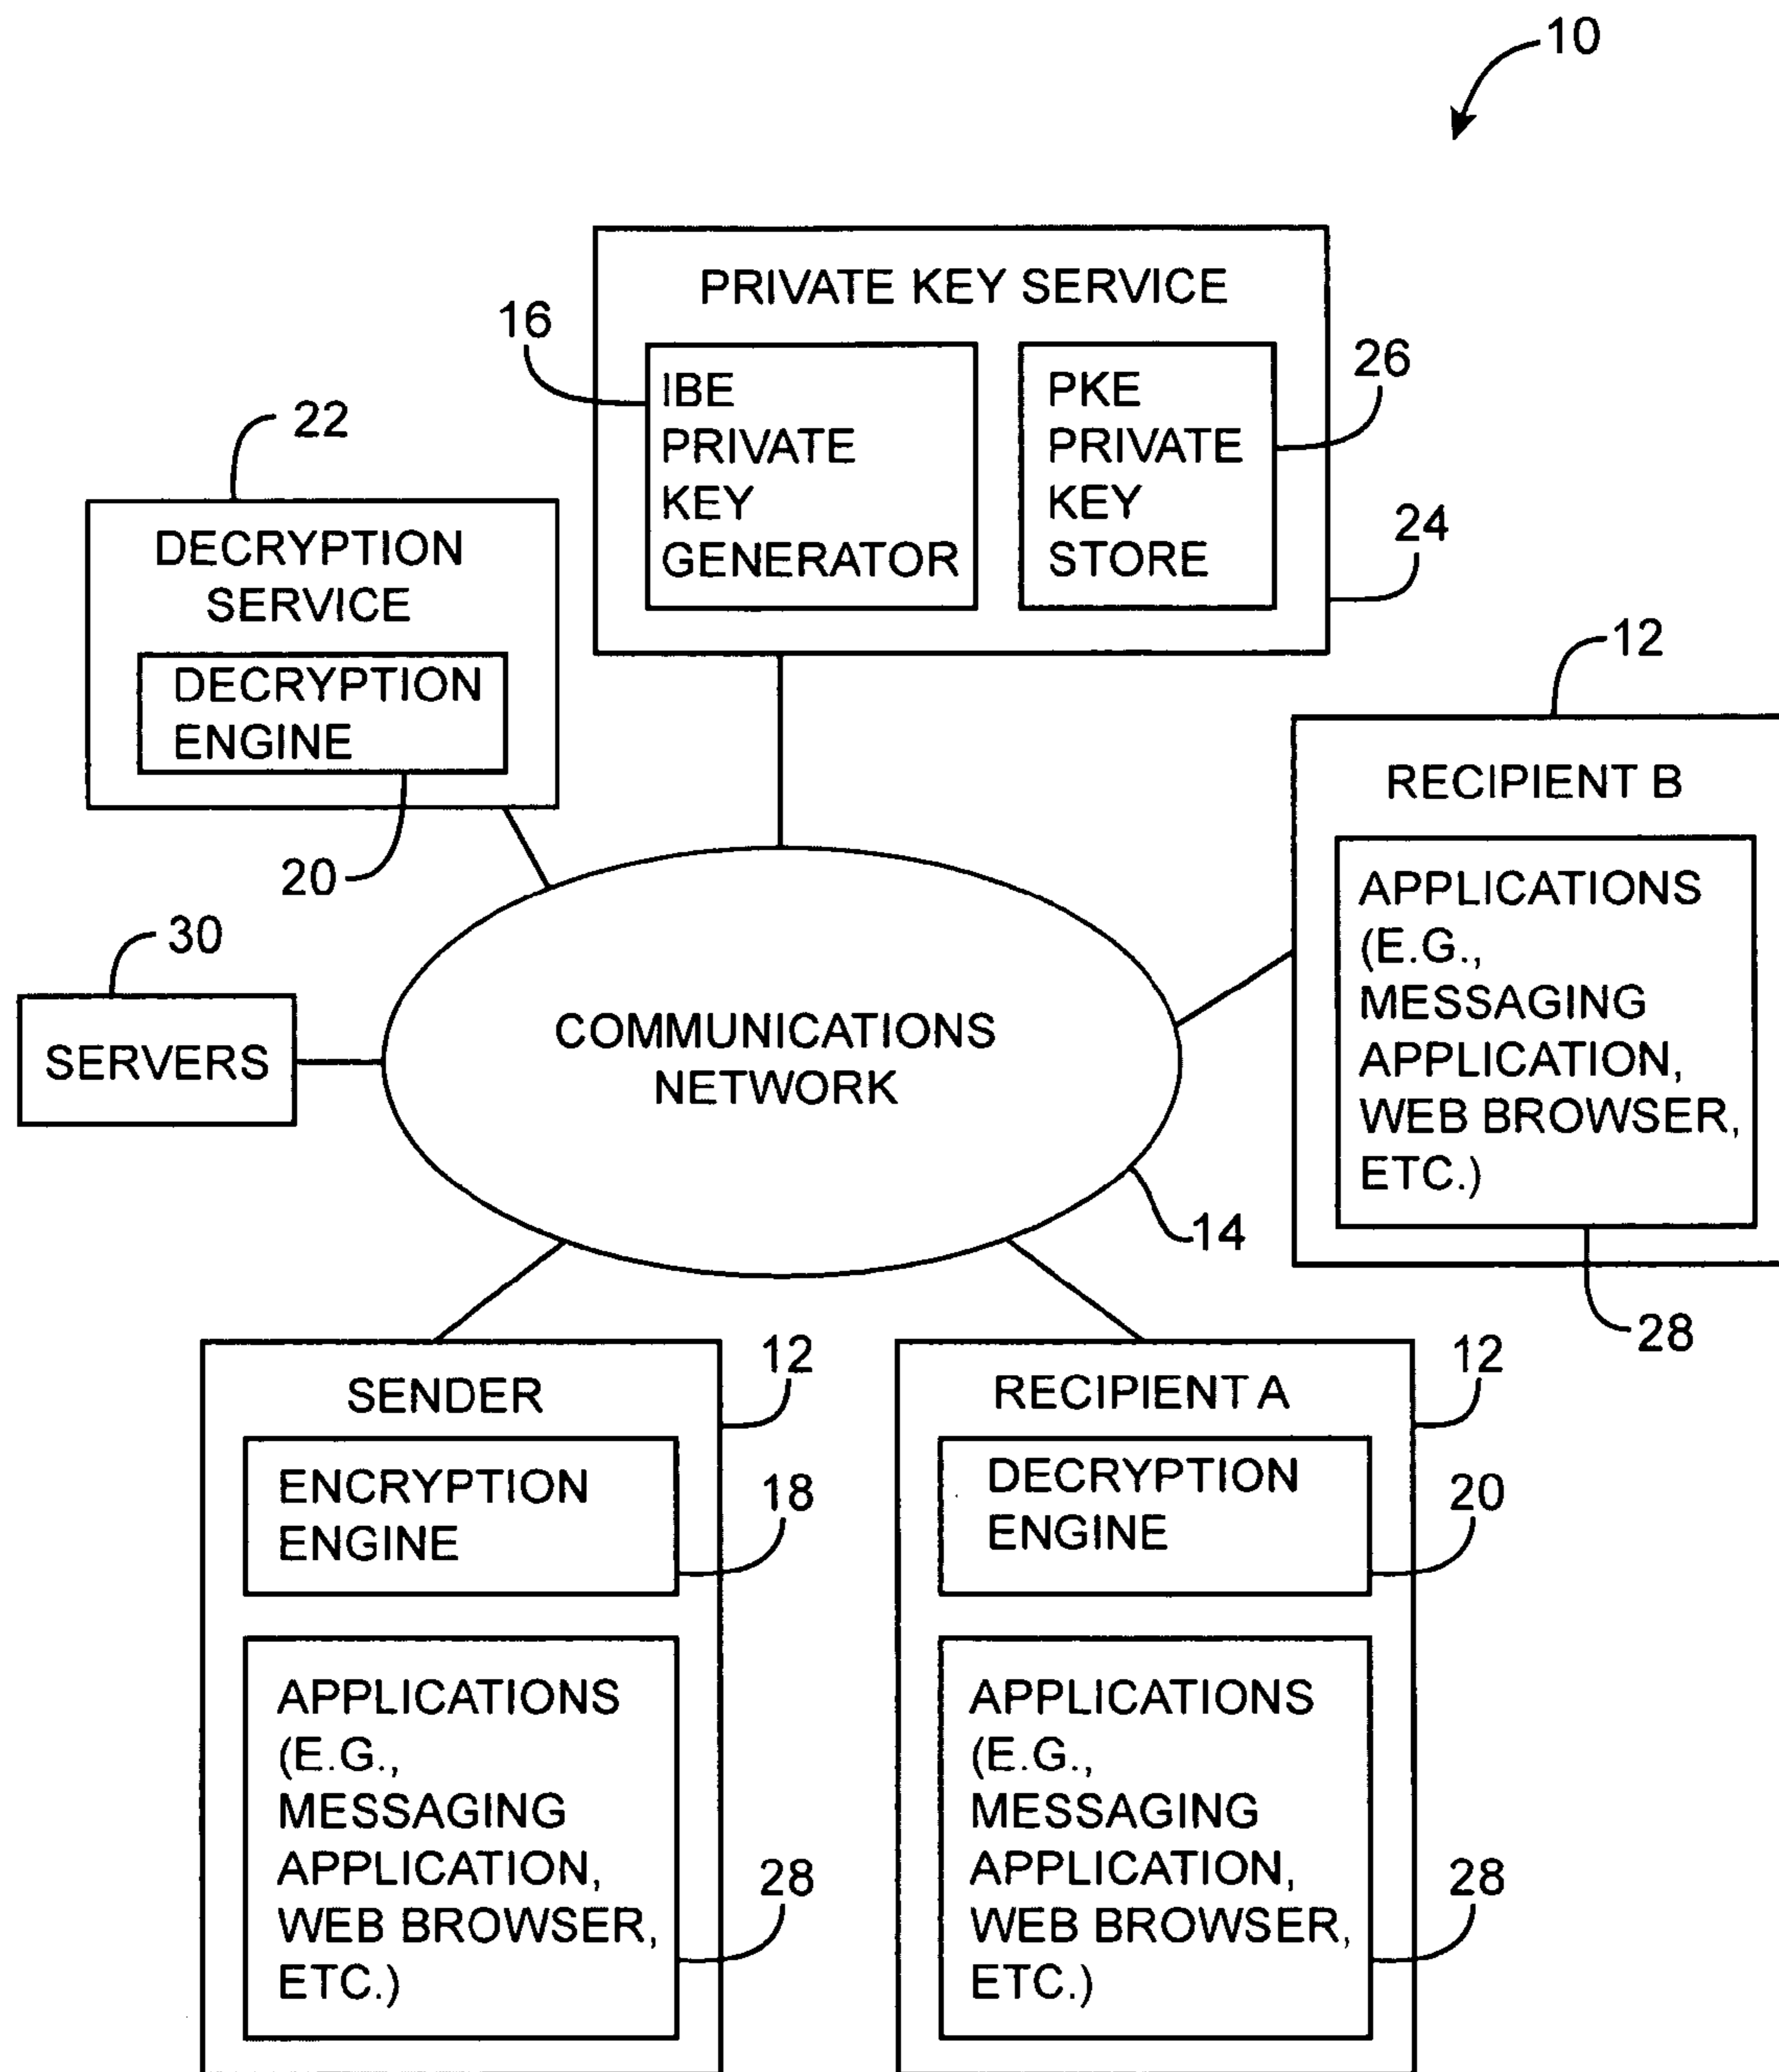 10
PRIVATE KEY SERVICE
16
IBE
PRIVATE
KEY
GENERATOR
PKE
PRIVATE
KEY
STORE
26
24
22
DECRYPTION
SERVICE
DECRYPTION
ENGINE
20
12
RECIPIENT B
APPLICATIONS
(E.G.,
MESSAGING
APPLICATION,
WEB BROWSER,
ETC.)
28
30
SERVERS
COMMUNICATIONS
NETWORK
14
SENDER
12
ENCRYPTION
ENGINE
18
APPLICATIONS
(E.G.,
MESSAGING
APPLICATION,
WEB BROWSER,
ETC.)
28
RECIPIENT A
12
DECRYPTION
ENGINE
20
APPLICATIONS
(E.G.,
MESSAGING
APPLICATION,
WEB BROWSER,
ETC.)
28